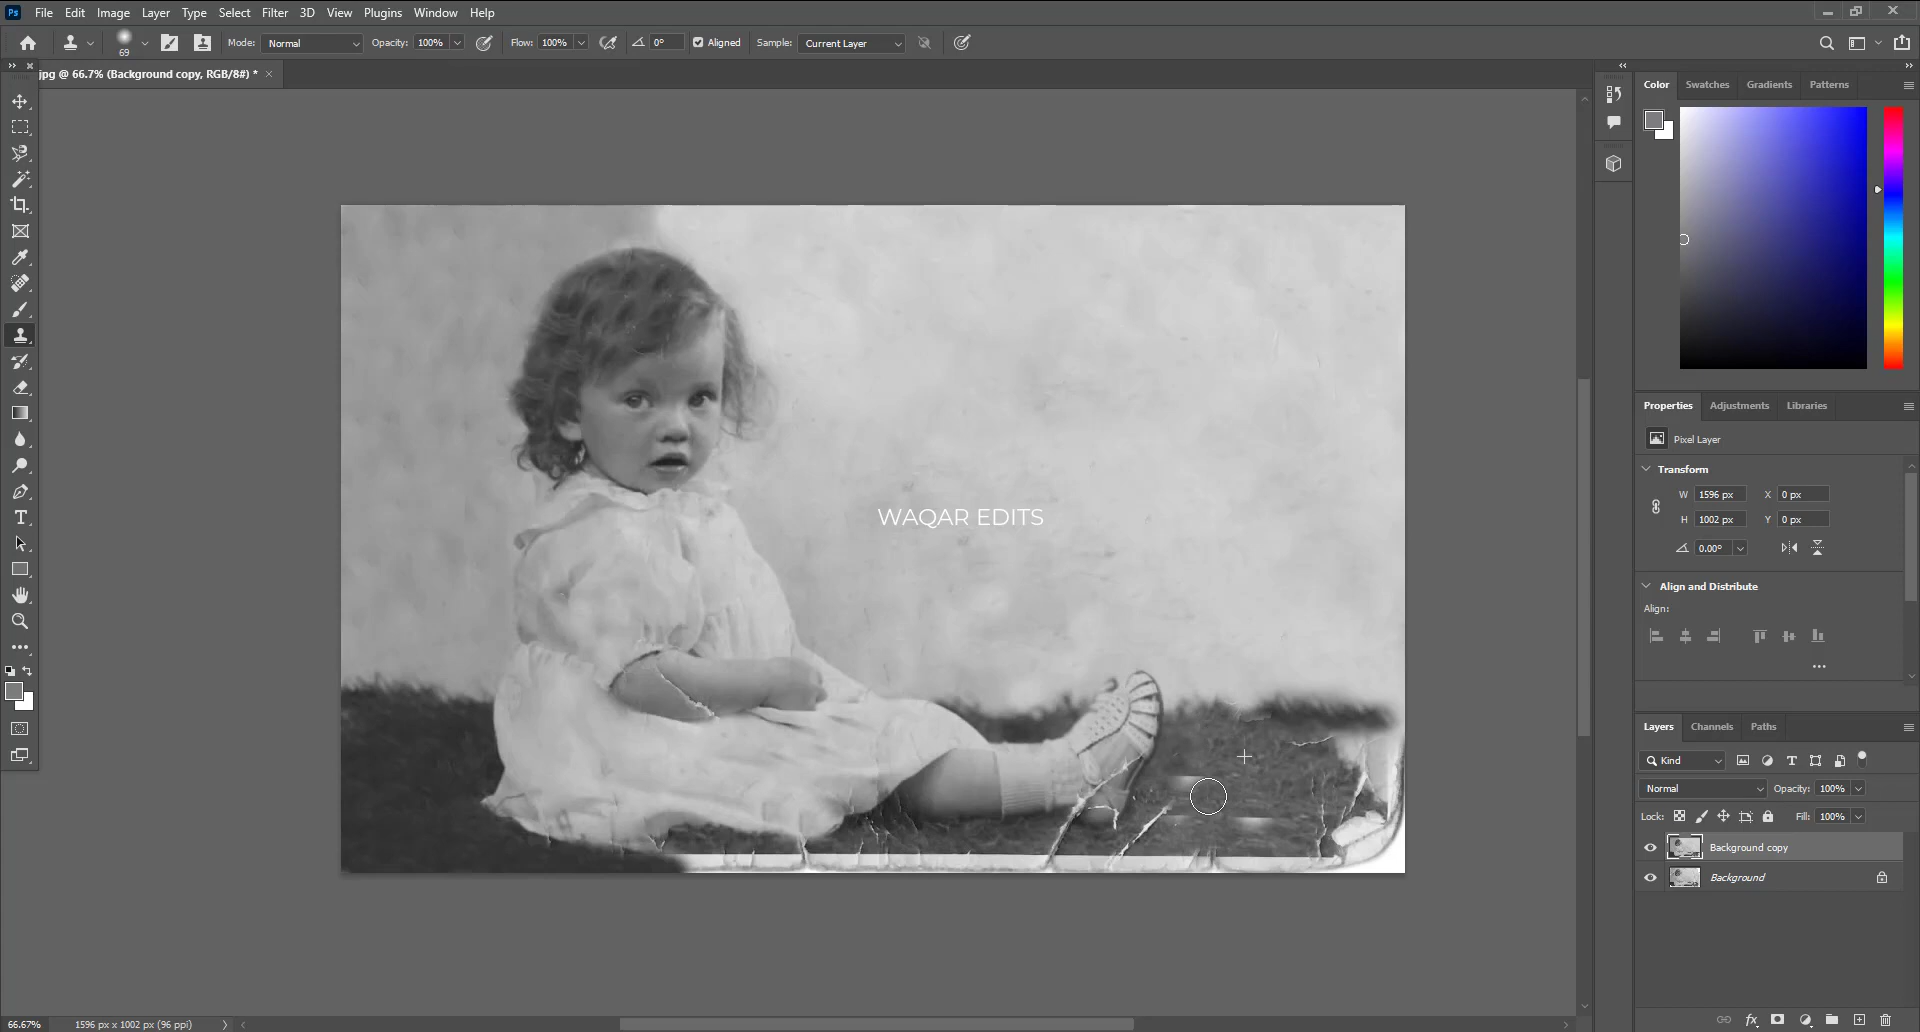 Ps File Edit Image Layer Type Select Filter 3D View Plugins Window Help
69 Mode: Normal Opacity: 100% Flow: 100% 0° Aligned Sample: Current Layer
jpg @ 66.7% (Background copy, RGB/8#) * ×
Color Swatches Gradients Patterns
Properties Adjustments Libraries
Pixel Layer
Transform
W 1596 px X 0 px
H 1002 px Y 0 px
0.00°
Align and Distribute
Align:
WAQAR EDITS
Layers Channels Paths
Kind
Normal Opacity: 100%
Lock: Fill: 100%
Background copy
Background
66.67% 1596 px x 1002 px (96 ppi)